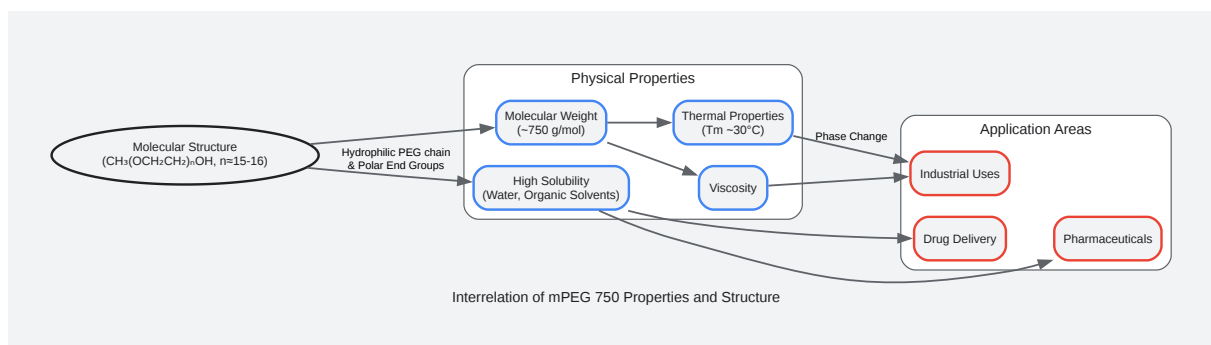 Physical Properties
Molecular Structure
(CH₃(OCH₂CH₂)ₙOH, n=15-16)
Hydrophilic PEG chain
& Polar End Groups
Molecular Weight
(~750 g/mol)
Thermal Properties
(Tm ~30°C)
High Solubility
(Water, Organic Solvents)
Viscosity
Phase Change
Application Areas
Industrial Uses
Drug Delivery
Pharmaceuticals
Interrelation of mPEG 750 Properties and Structure